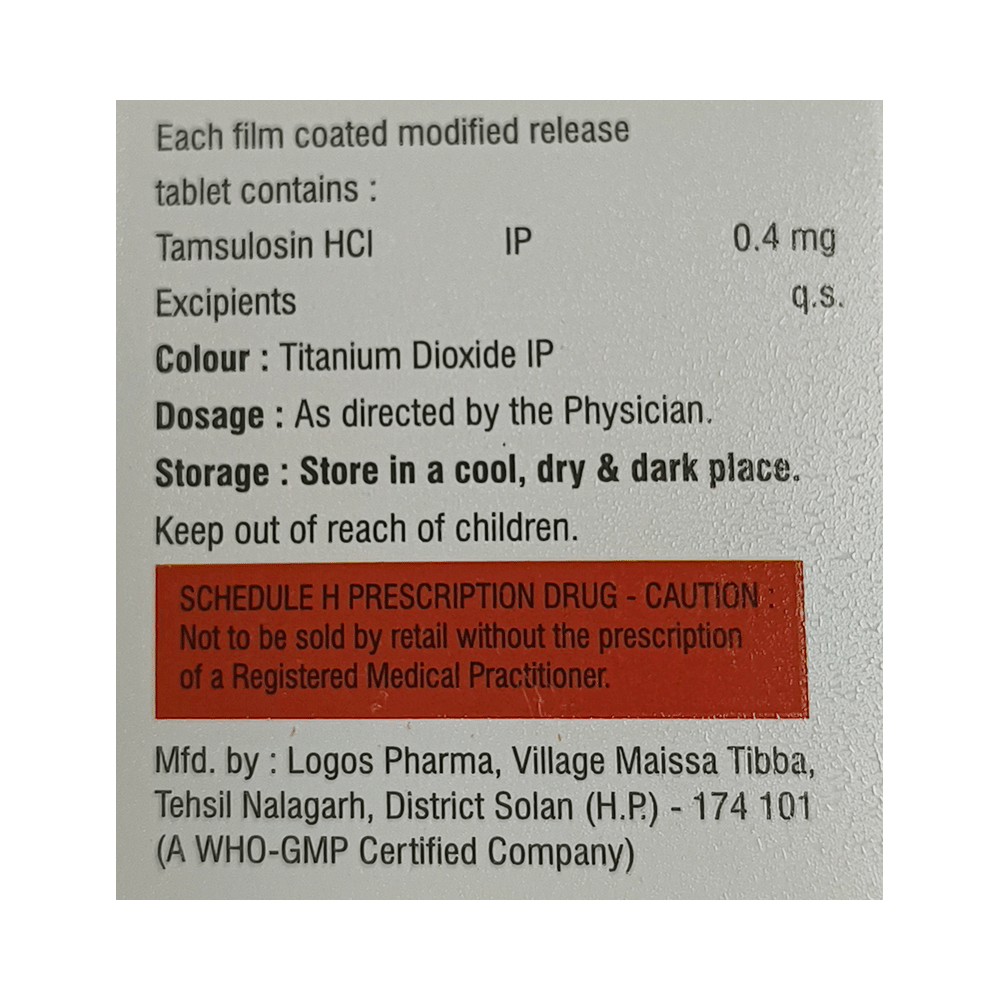 Each film coated modified release
tablet contains :
Tamsulosin HCl IP 0.4 mg
Excipients q.s.
Colour : Titanium Dioxide IP
Dosage : As directed by the Physician.
Storage : Store in a cool, dry & dark place.
Keep out of reach of children.
SCHEDULE H PRESCRIPTION DRUG - CAUTION :
Not to be sold by retail without the prescription
of a Registered Medical Practitioner.
Mfd. by : Logos Pharma, Village Maissa Tibba,
Tehsil Nalagarh, District Solan (H.P.) - 174 101
(A WHO-GMP Certified Company)